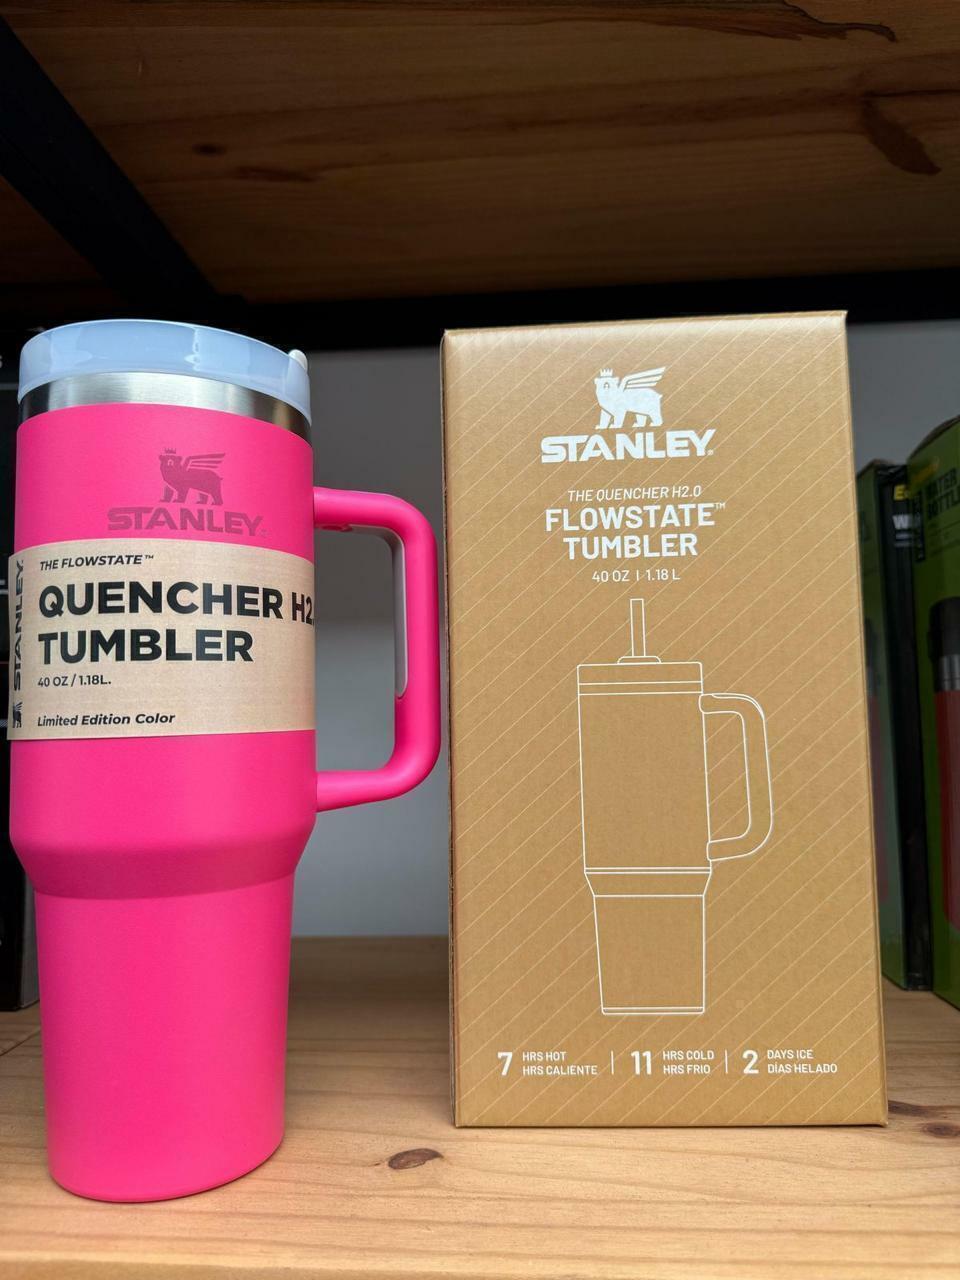 STANLEY
THE FLOWSTATE™
QUENCHER H2.
TUMBLER
40 OZ / 1.18L.
Limited Edition Color
STANLEY
STANLEY®
THE QUENCHER H2.0
FLOWSTATE™
TUMBLER
40 OZ | 1.18 L
7 HRS HOT
HRS CALIENTE
11 HRS COLD
HRS FRIO
2 DAYS ICE
DÍAS HELADO